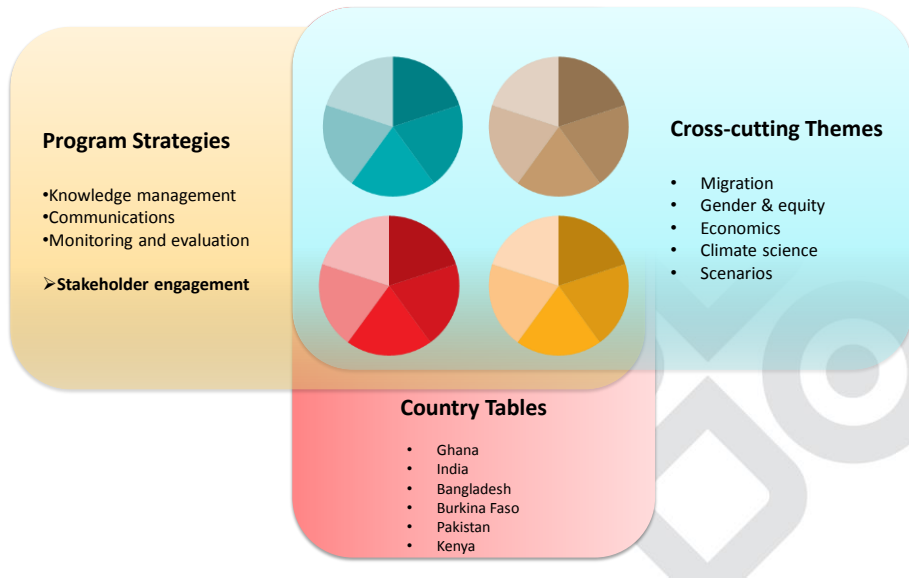 Program Strategies
•Knowledge management
•Communications
•Monitoring and evaluation
➢Stakeholder engagement
Cross-cutting Themes
• Migration
• Gender & equity
• Economics
• Climate science
• Scenarios
Country Tables
• Ghana
• India
• Bangladesh
• Burkina Faso
• Pakistan
• Kenya